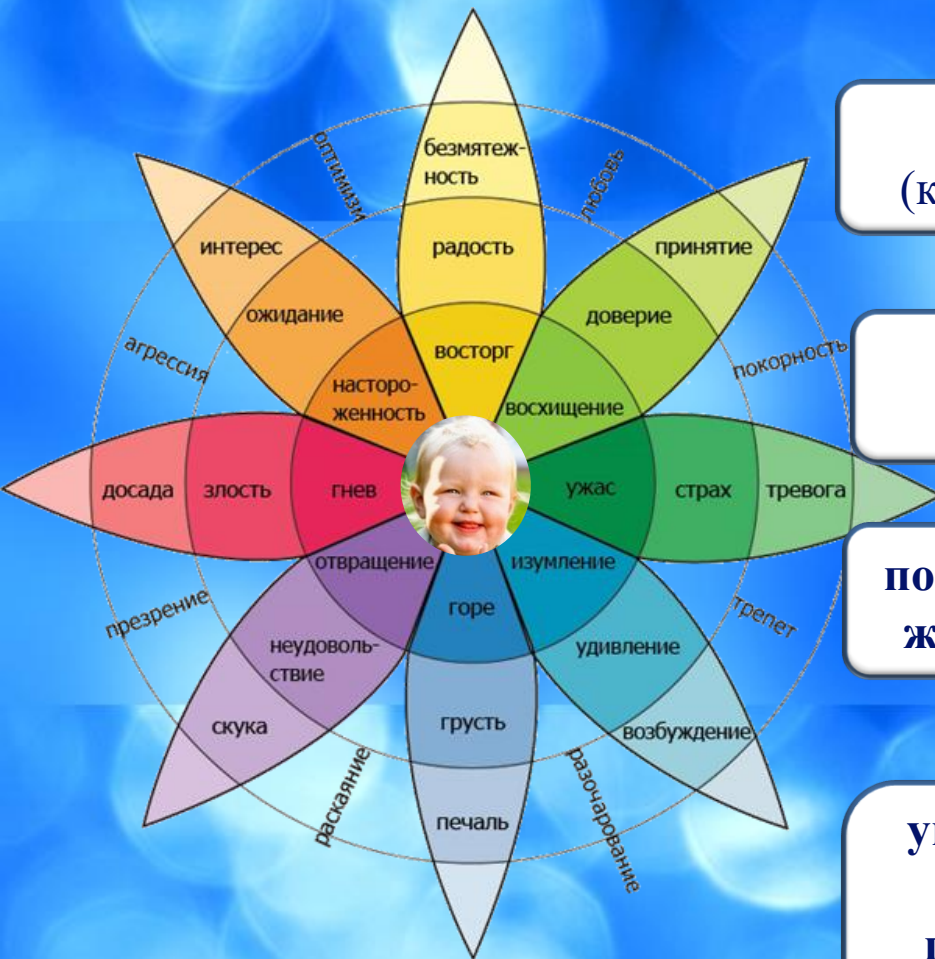 оптимизм
любовь
безмятеж-
ность
интерес
радость
принятие
ожидание
доверие
агрессия
покорность
восторг
насторо-
женность
восхищение
досада
злость
гнев
ужас
страх
тревога
отвращение
изумление
презрение
горе
трепет
неудоволь-
ствие
удивление
скука
грусть
возбуждение
раскаяние
разочарование
печаль
(к
по
ж